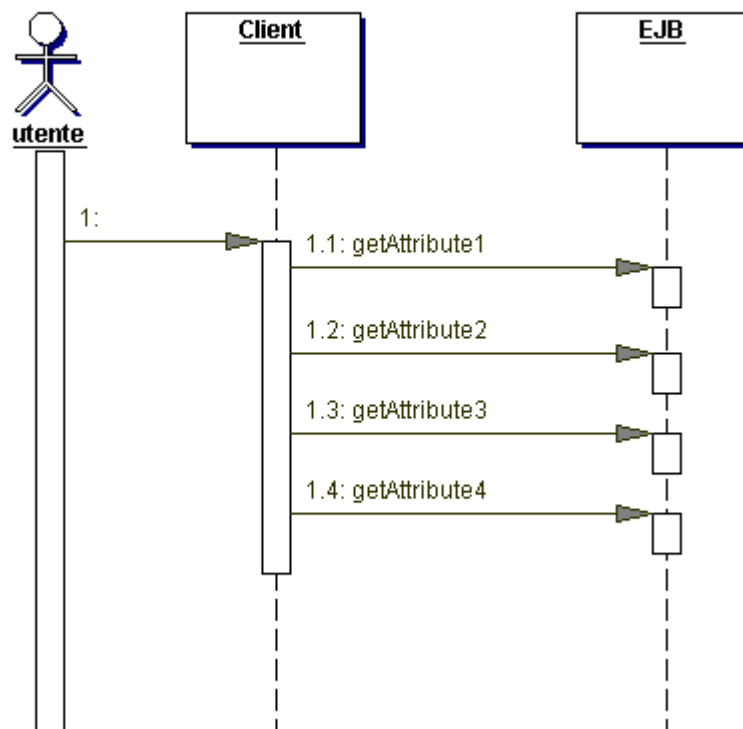 Client
EJB
utente
1:
1.1: getAttribute1
1.2: getAttribute2
1.3: getAttribute3
1.4: getAttribute4